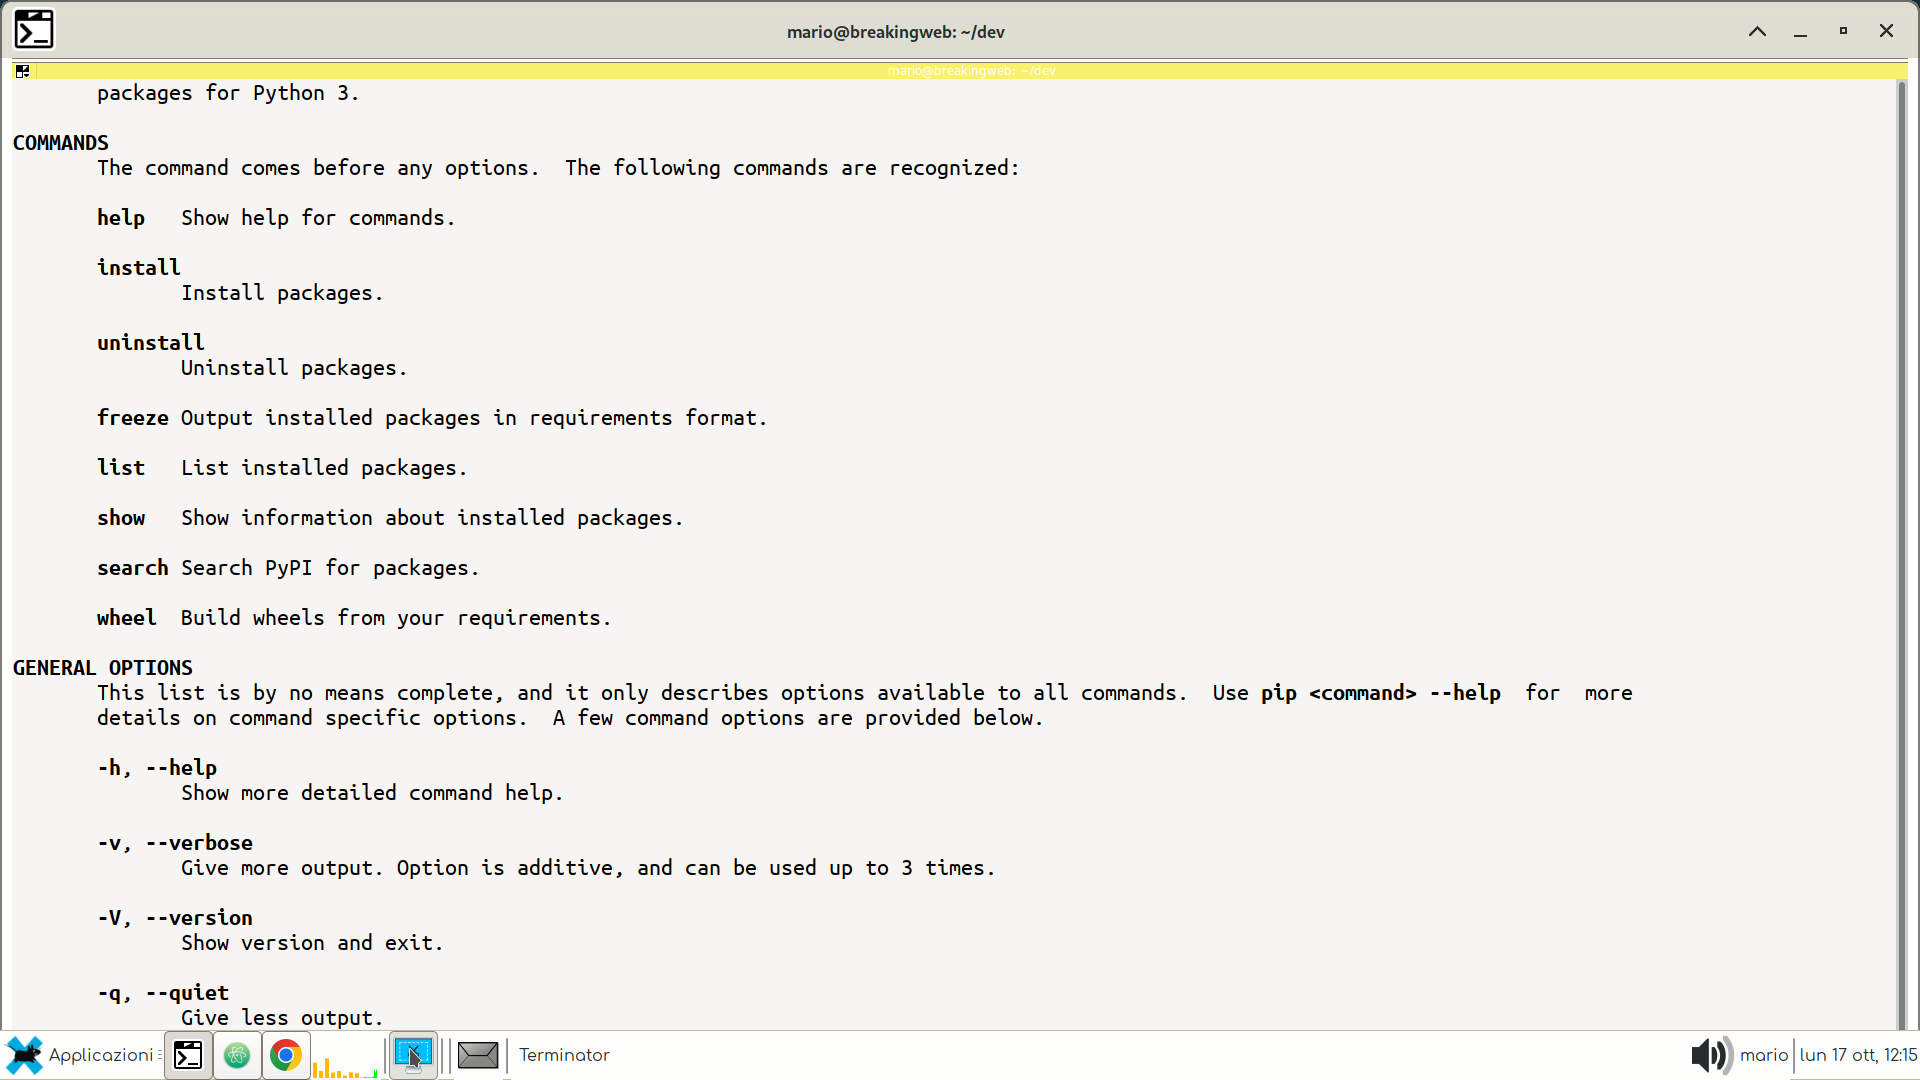 mario@breakingweb: ~/dev
mario@breakingweb: ~/dev
packages for Python 3.
COMMANDS
The command comes before any options.  The following commands are recognized:
help   Show help for commands.
install
Install packages.
uninstall
Uninstall packages.
freeze Output installed packages in requirements format.
list   List installed packages.
show   Show information about installed packages.
search Search PyPI for packages.
wheel  Build wheels from your requirements.
GENERAL OPTIONS
This list is by no means complete, and it only describes options available to all commands.  Use pip <command> --help  for  more
details on command specific options.  A few command options are provided below.
-h, --help
Show more detailed command help.
-v, --verbose
Give more output. Option is additive, and can be used up to 3 times.
-V, --version
Show version and exit.
-q, --quiet
Give less output.
Applicazioni Terminator mario lun 17 ott, 12:15